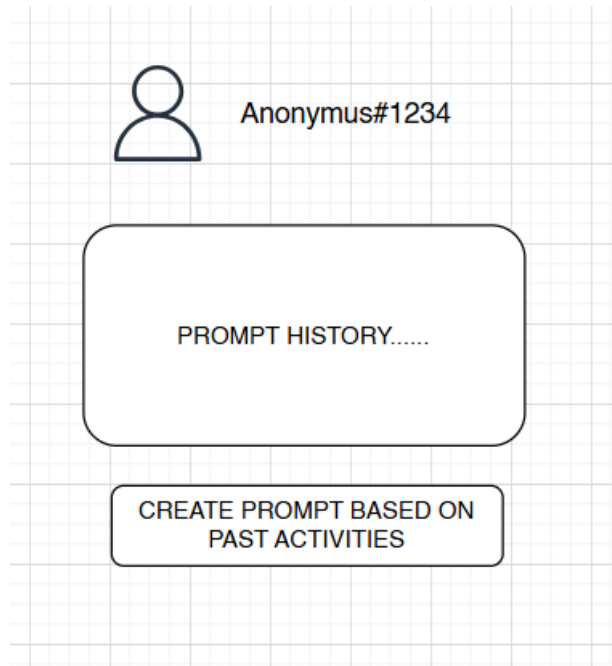 Anonymus#1234
PROMPT HISTORY......
CREATE PROMPT BASED ON
PAST ACTIVITIES